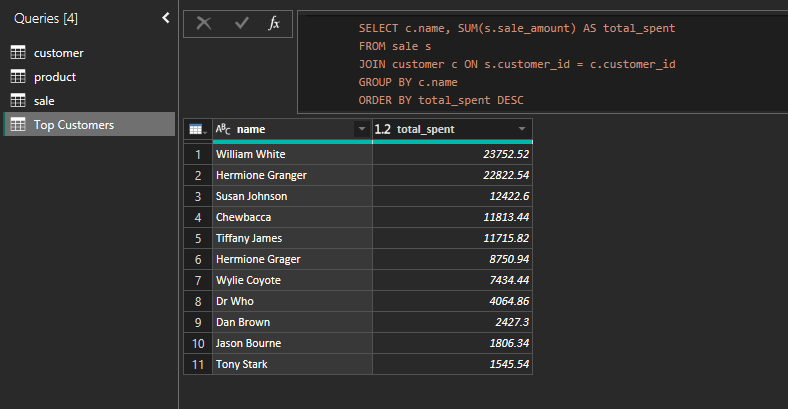 Queries [4]
customer
product
sale
Top Customers
fx
SELECT c.name, SUM(s.sale_amount) AS total_spent
FROM sale s
JOIN customer c ON s.customer_id = c.customer_id
GROUP BY c.name
ORDER BY total_spent DESC
ABC name 1.2 total_spent
1 William White 23752.52
2 Hermione Granger 22822.54
3 Susan Johnson 12422.6
4 Chewbacca 11813.44
5 Tiffany James 11715.82
6 Hermione Grager 8750.94
7 Wylie Coyote 7434.44
8 Dr Who 4064.86
9 Dan Brown 2427.3
10 Jason Bourne 1806.34
11 Tony Stark 1545.54